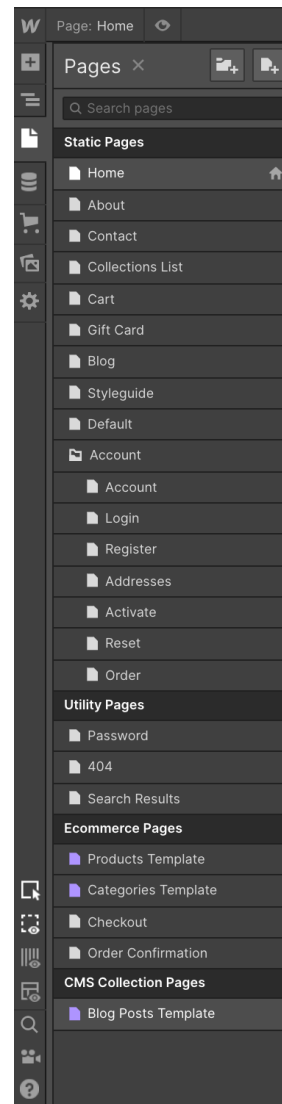 W Page: Home
Pages
Search pages
Static Pages
Home
About
Contact
Collections List
Cart
Gift Card
Blog
Styleguide
Default
Account
Account
Login
Register
Addresses
Activate
Reset
Order
Utility Pages
Password
404
Search Results
Ecommerce Pages
Products Template
Categories Template
Checkout
Order Confirmation
CMS Collection Pages
Blog Posts Template